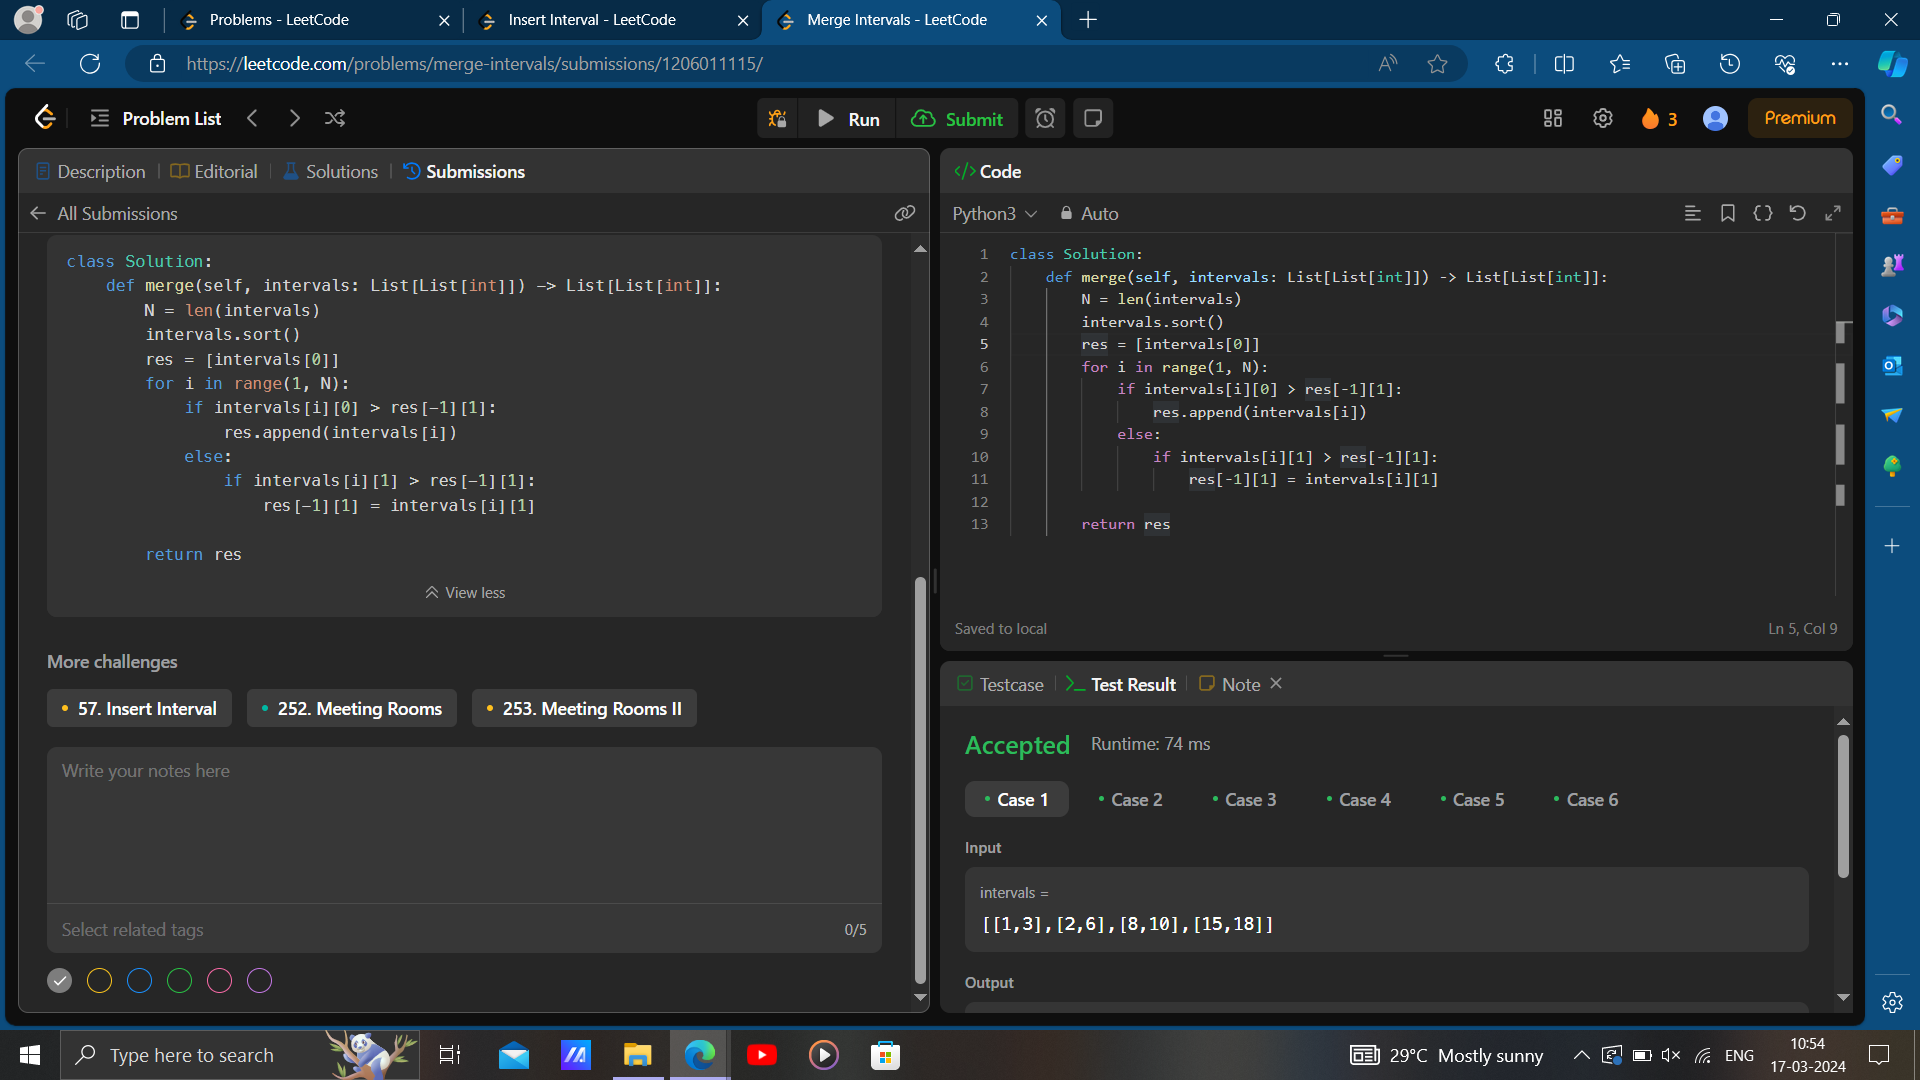 Problems - LeetCode
Insert Interval - LeetCode
Merge Intervals - LeetCode
https://leetcode.com/problems/merge-intervals/submissions/1206011115/
Problem List
Run
Submit
3
Premium
Description
Editorial
Solutions
Submissions
All Submissions
class Solution:
    def merge(self, intervals: List[List[int]]) -> List[List[int]]:
        N = len(intervals)
        intervals.sort()
        res = [intervals[0]]
        for i in range(1, N):
            if intervals[i][0] > res[-1][1]:
                res.append(intervals[i])
            else:
                if intervals[i][1] > res[-1][1]:
                    res[-1][1] = intervals[i][1]
        return res
View less
More challenges
57. Insert Interval
252. Meeting Rooms
253. Meeting Rooms II
Write your notes here
Select related tags
0/5
</> Code
Python3
Auto
1 class Solution:
2     def merge(self, intervals: List[List[int]]) -> List[List[int]]:
3         N = len(intervals)
4         intervals.sort()
5         res = [intervals[0]]
6         for i in range(1, N):
7             if intervals[i][0] > res[-1][1]:
8                 res.append(intervals[i])
9             else:
10                 if intervals[i][1] > res[-1][1]:
11                     res[-1][1] = intervals[i][1]
12
13         return res
Saved to local
Ln 5, Col 9
Testcase
Test Result
Note
Accepted
Runtime: 74 ms
Case 1
Case 2
Case 3
Case 4
Case 5
Case 6
Input
intervals =
[[1,3],[2,6],[8,10],[15,18]]
Output
Type here to search
29°C Mostly sunny
ENG
10:54
17-03-2024